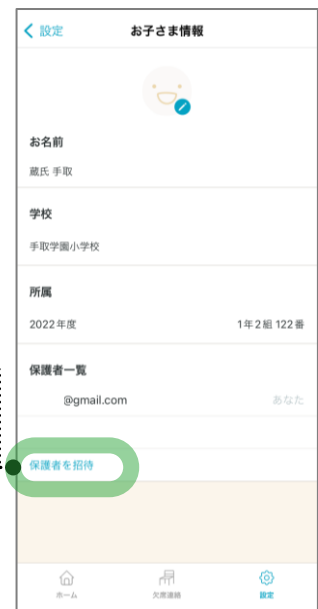 設定 お子さま情報
お名前
蔵氏 手取
学校
手取学園小学校
所属
2022年度 1年2組 122番
保護者一覧
@gmail.com あなた
保護者を招待
ホーム 欠席連絡 設定